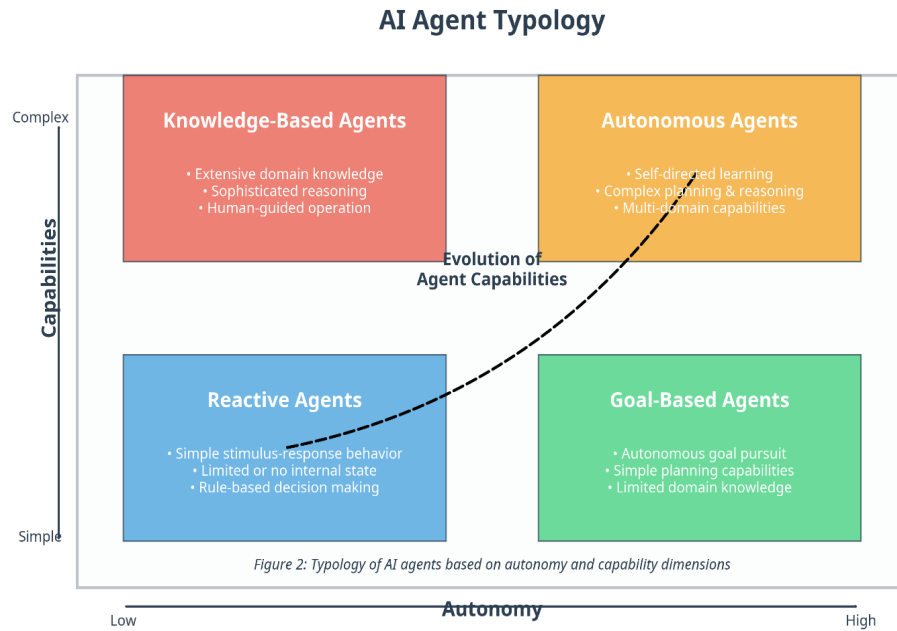 AI Agent Typology
Complex
Knowledge-Based Agents
• Extensive domain knowledge
• Sophisticated reasoning
• Human-guided operation
Autonomous Agents
• Self-directed learning
• Complex planning & reasoning
• Multi-domain capabilities
Capabilities
Evolution of
Agent Capabilities
Reactive Agents
• Simple stimulus-response behavior
• Limited or no internal state
• Rule-based decision making
Goal-Based Agents
• Autonomous goal pursuit
• Simple planning capabilities
• Limited domain knowledge
Simple
Figure 2: Typology of AI agents based on autonomy and capability dimensions
Autonomy
Low
High